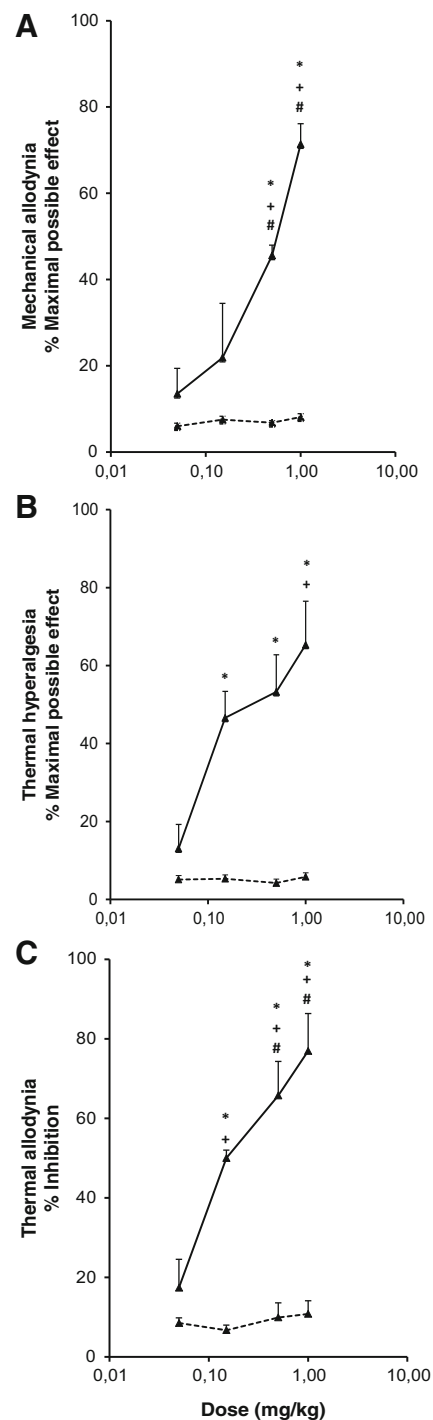 A
Mechanical allodynia
% Maximal possible effect
100
80
60
40
20
0
*
+
#
*
+
#
0,01 0,10 1,00 10,00
B
Thermal hyperalgesia
% Maximal possible effect
100
80
60
40
20
0
*
*
*
+
0,01 0,10 1,00 10,00
C
Thermal allodynia
% Inhibition
100
80
60
40
20
0
*
+
*
+
#
*
+
#
0,01 0,10 1,00 10,00
Dose (mg/kg)